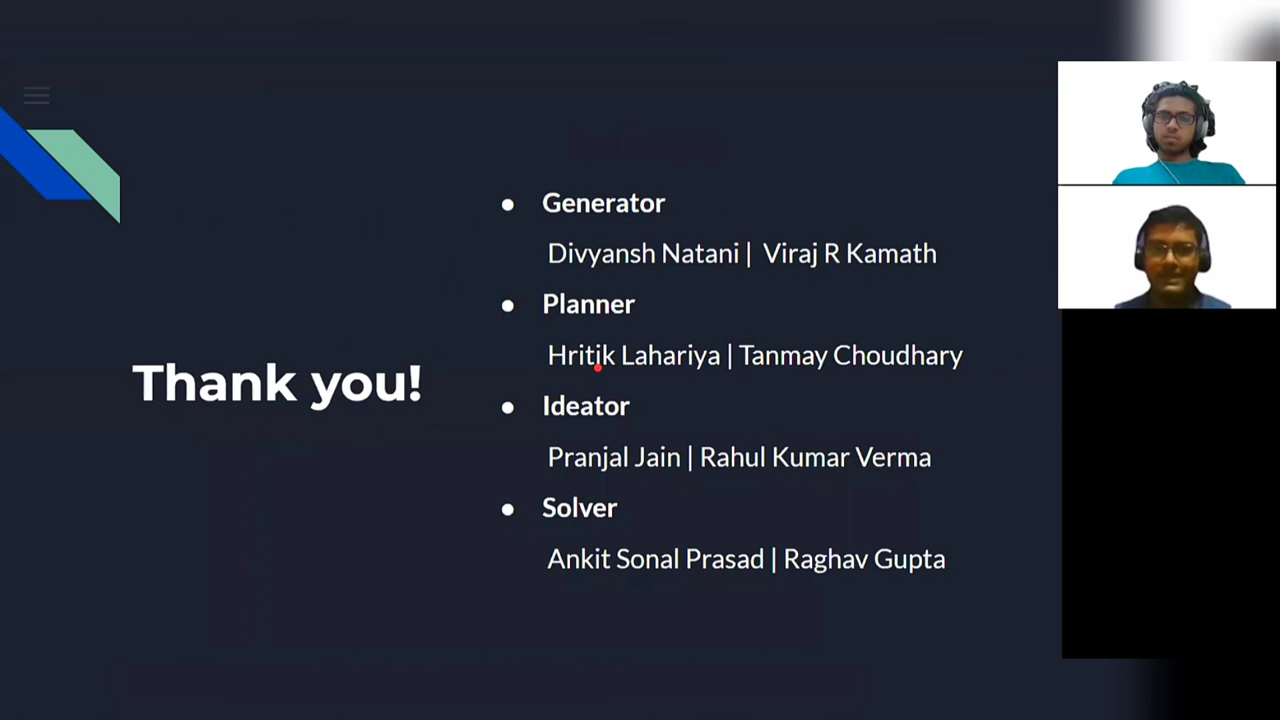 Thank you!
Generator
Divyansh Natani | Viraj R Kamath
Planner
Hritik Lahariya | Tanmay Choudhary
Ideator
Pranjal Jain | Rahul Kumar Verma
Solver
Ankit Sonal Prasad | Raghav Gupta